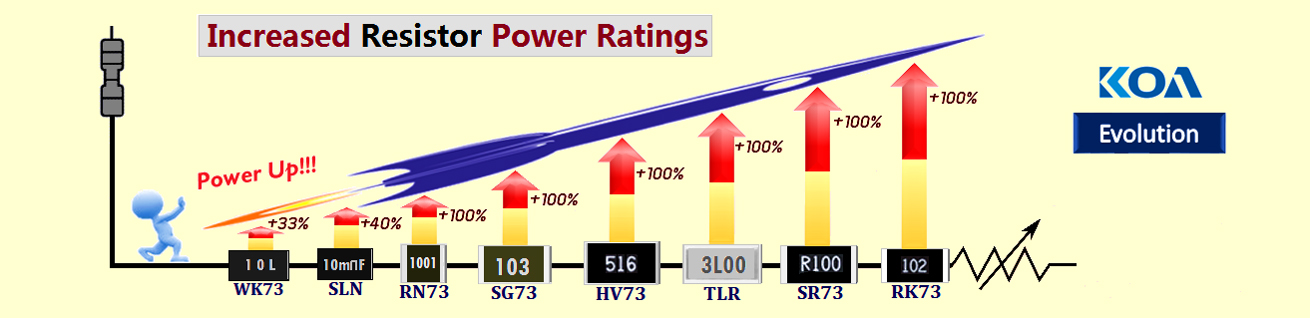 Increased Resistor Power Ratings
KOA
Evolution
Power Up!!!
+33%
+40%
+100%
+100%
+100%
+100%
+100%
+100%
10L
10mΠF
1001
103
516
3L00
R100
102
WK73
SLN
RN73
SG73
HV73
TLR
SR73
RK73